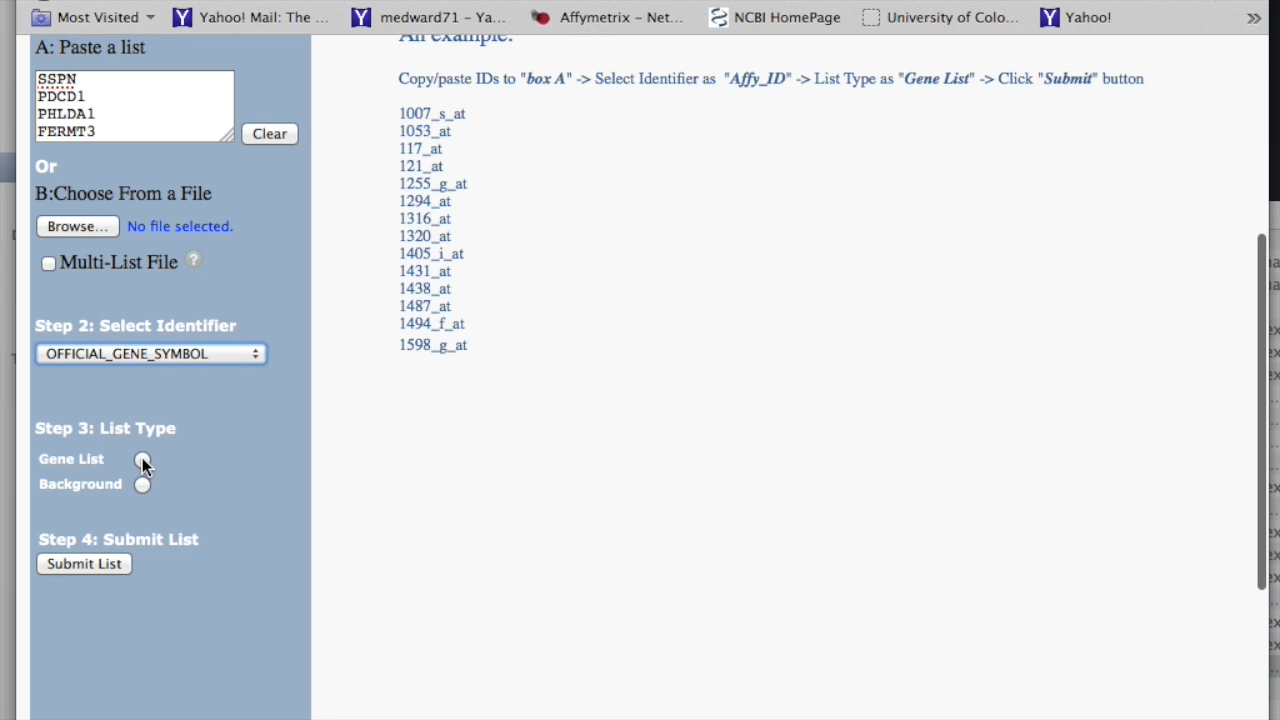 Most Visited Yahoo! Mail: The ... medward71 – Ya... Affymetrix – Net... NCBI HomePage University of Colo... Yahoo! »
A: Paste a list
An example:
SSPN
PDCD1
PHLDA1
FERMT3
Clear
Or
B:Choose From a File
Browse... No file selected.
Multi-List File ?
Step 2: Select Identifier
OFFICIAL_GENE_SYMBOL
Step 3: List Type
Gene List
Background
Step 4: Submit List
Submit List
Copy/paste IDs to "box A" -> Select Identifier as "Affy_ID" -> List Type as "Gene List" -> Click "Submit" button
1007_s_at
1053_at
117_at
121_at
1255_g_at
1294_at
1316_at
1320_at
1405_i_at
1431_at
1438_at
1487_at
1494_f_at
1598_g_at